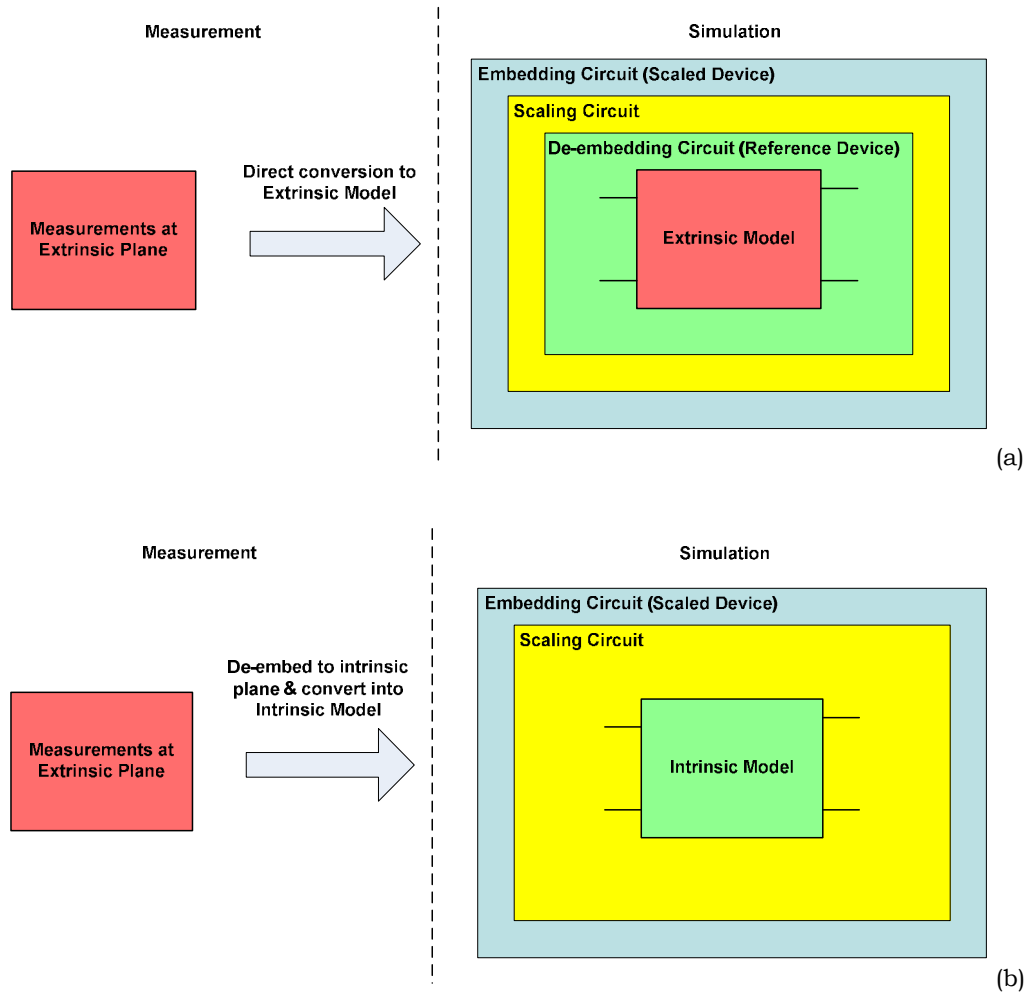 Measurement
Simulation
Embedding Circuit (Scaled Device)
Scaling Circuit
De-embedding Circuit (Reference Device)
Direct conversion to
Extrinsic Model
Measurements at
Extrinsic Plane
Extrinsic Model
(a)
Measurement
Simulation
Embedding Circuit (Scaled Device)
Scaling Circuit
De-embed to intrinsic
plane & convert into
Intrinsic Model
Measurements at
Extrinsic Plane
Intrinsic Model
(b)